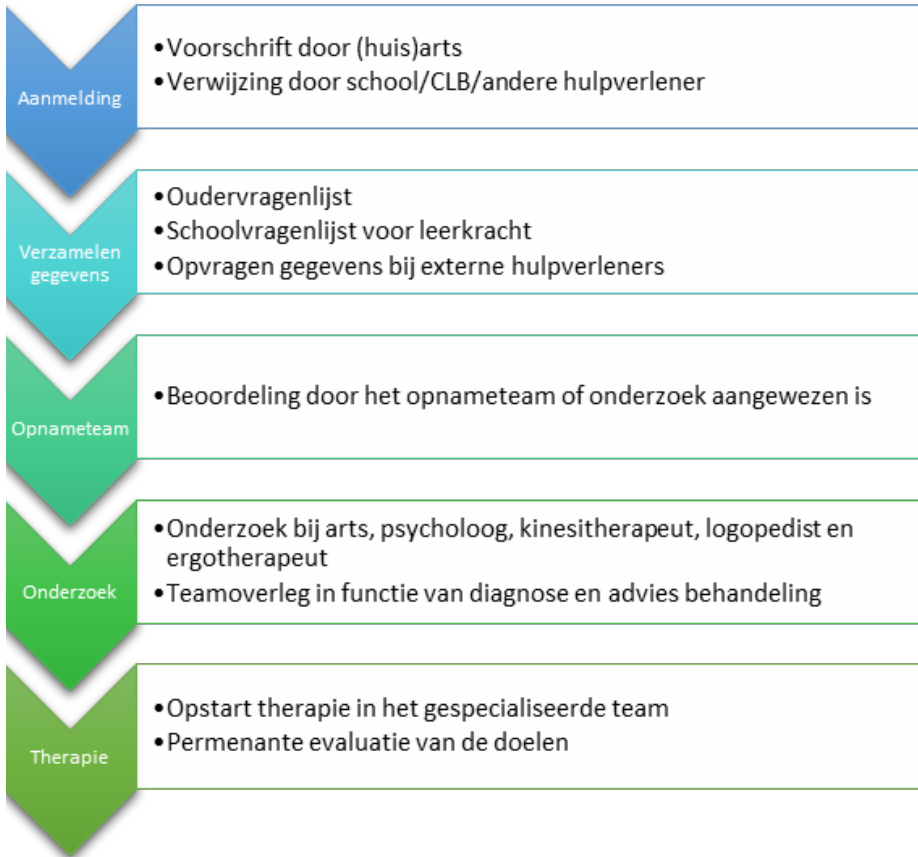 Aanmelding
•Voorschrift door (huis)arts
•Verwijzing door school/CLB/andere hulpverlener
Verzamelen
gegevens
•Oudervragenlijst
•Schoolvragenlijst voor leerkracht
•Opvragen gegevens bij externe hulpverleners
Opnameteam
•Beoordeling door het opnameteam of onderzoek aangewezen is
Onderzoek
•Onderzoek bij arts, psycholoog, kinesitherapeut, logopedist en
ergotherapeut
•Teamoverleg in functie van diagnose en advies behandeling
Therapie
•Opstart therapie in het gespecialiseerde team
•Permenante evaluatie van de doelen